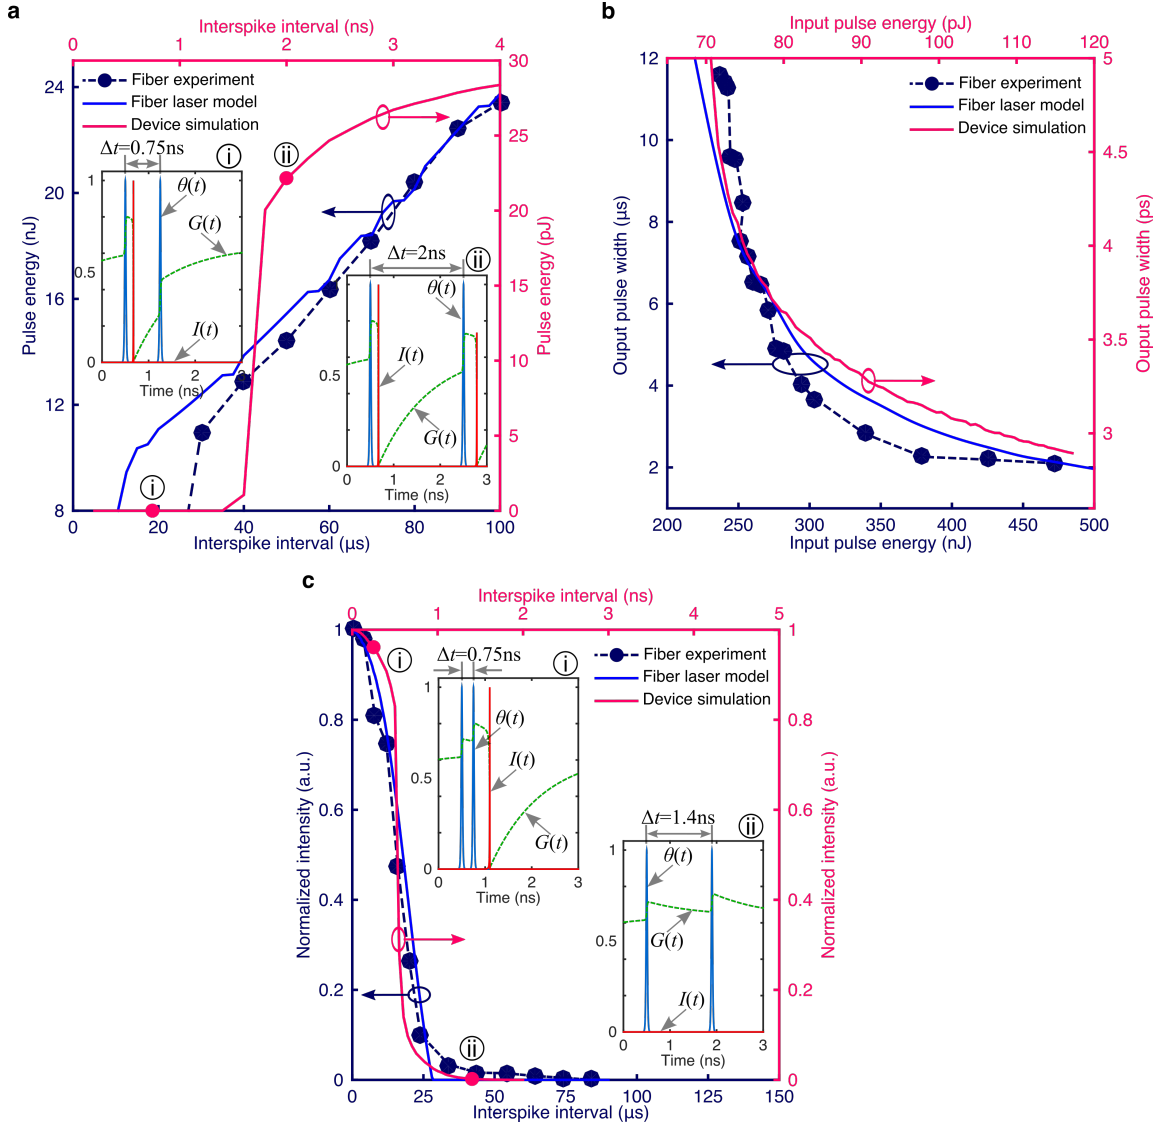 a
Interspike interval (ns)
0 1 2 3 4
Fiber experiment
Fiber laser model
Device simulation
24
20
16
12
8
Pulse energy (nJ)
30
25
20
15
10
5
0
Pulse energy (pJ)
Δt=0.75ns
i
θ(t)
G(t)
I(t)
1
0.5
0
0 1 2 3
Time (ns)
ii
Δt=2ns
ii
θ(t)
I(t)
G(t)
1
0.5
0
0 1 2 3
Time (ns)
i
0 20 40 60 80 100
Interspike interval (µs)
b
Input pulse energy (pJ)
70 80 90 100 110 120
Fiber experiment
Fiber laser model
Device simulation
12
10
8
6
4
2
Ouput pulse width (µs)
5
4.5
4
3.5
3
Ouput pulse width (ps)
200 250 300 350 400 450 500
Input pulse energy (nJ)
c
Interspike interval (ns)
0 1 2 3 4 5
Fiber experiment
Fiber laser model
Device simulation
1
0.8
0.6
0.4
0.2
0
Normalized intensity (a.u.)
1
0.8
0.6
0.4
0.2
0
Normalized intensity (a.u.)
i
Δt=0.75ns
i
θ(t)
I(t)
G(t)
1
0.5
0
0 1 2 3
Time (ns)
Δt=1.4ns
ii
θ(t)
G(t)
I(t)
1
0.5
0
0 1 2 3
Time (ns)
ii
0 25 50 75 100 125 150
Interspike interval (µs)